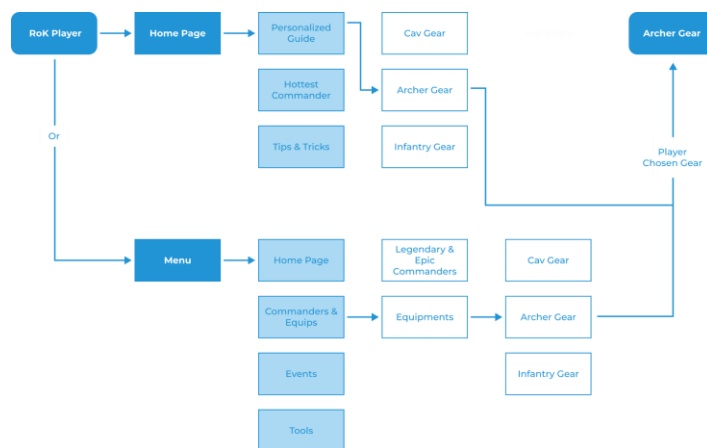 RoK Player
Home Page
Personalized
Guide
Cav Gear
Archer Gear
Hottest
Commander
Archer Gear
Or
Tips & Tricks
Infantry Gear
Player
Chosen Gear
Menu
Home Page
Legendary &
Epic
Commanders
Cav Gear
Commanders &
Equips
Equipments
Archer Gear
Events
Infantry Gear
Tools